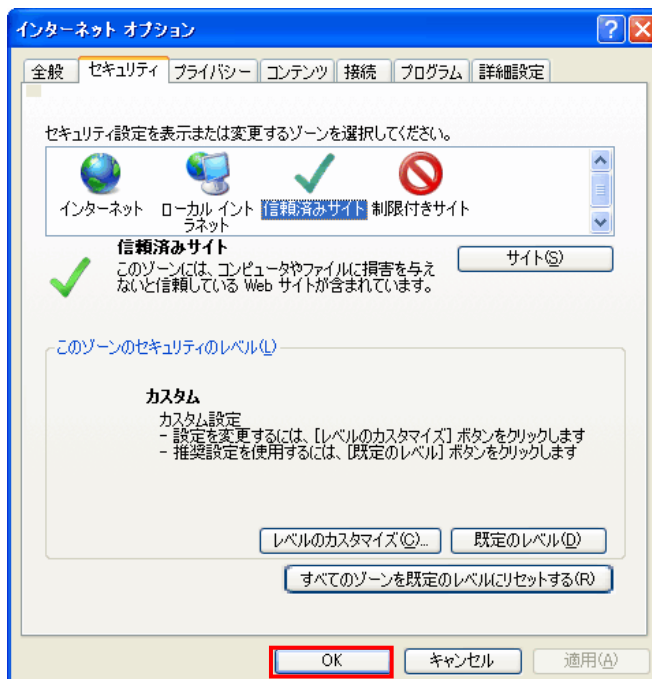 インターネット オプション
全般 セキュリティ プライバシー コンテンツ 接続 プログラム 詳細設定
セキュリティ設定を表示または変更するゾーンを選択してください。
インターネット ローカル イント 信頼済みサイト 制限付きサイト
ラネット
信頼済みサイト
このゾーンには、コンピュータやファイルに損害を与え
ないと信頼している Web サイトが含まれています。
サイト(S)
このゾーンのセキュリティのレベル(L)
カスタム
カスタム設定
- 設定を変更するには、[レベルのカスタマイズ] ボタンをクリックします
- 推奨設定を使用するには、[既定のレベル] ボタンをクリックします
レベルのカスタマイズ(C)... 既定のレベル(D)
すべてのゾーンを既定のレベルにリセットする(R)
OK キャンセル 適用(A)